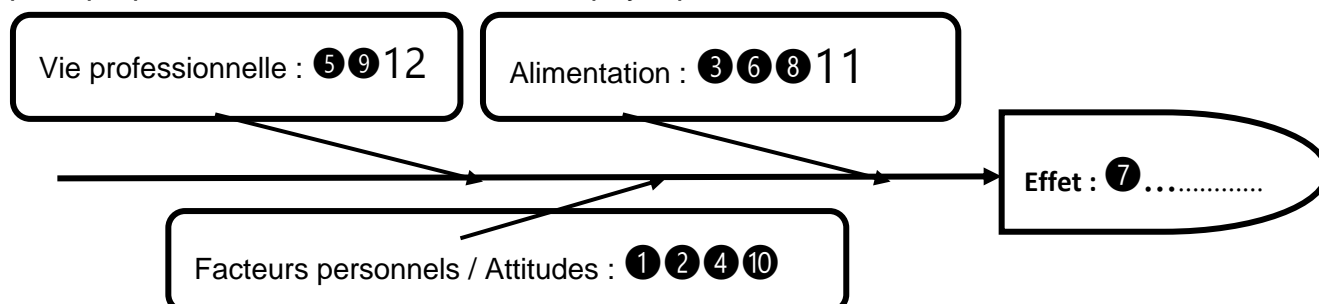 Vie professionnelle : ❺❾12
Alimentation : ❸❻❽11
Effet : ❼................
Facteurs personnels / Attitudes : ❶❷❹❿